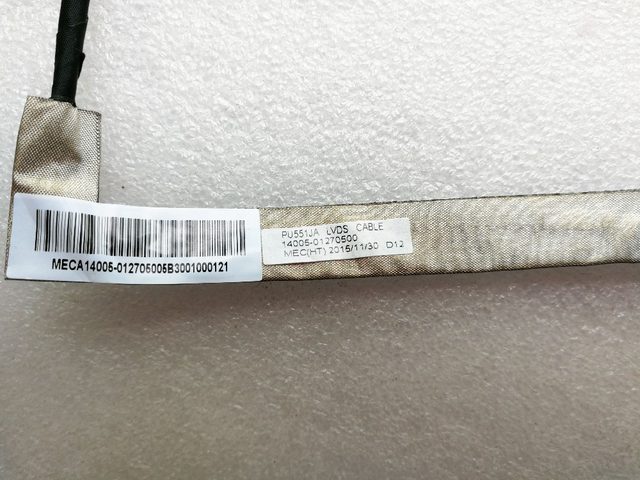 MECA14005-012705005B3001000121
PU551JA LVDS CABLE
14005-01270500
MEC(HT) 2015/11/30 D12